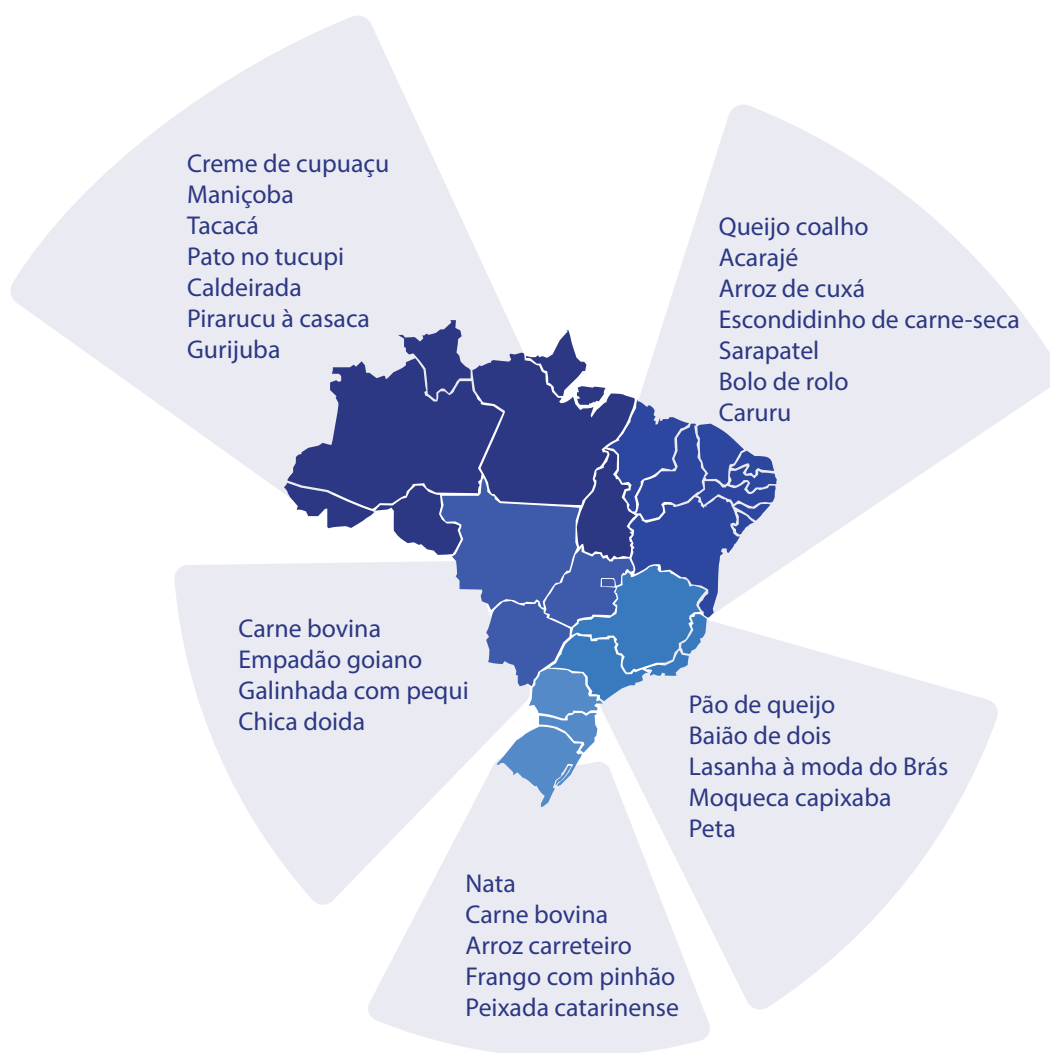 Creme de cupuaçu
Maniçoba
Tacacá
Pato no tucupi
Caldeirada
Pirarucu à casaca
Gurijuba
Queijo coalho
Acarajé
Arroz de cuxá
Escondidinho de carne-seca
Sarapatel
Bolo de rolo
Caruru
Carne bovina
Empadão goiano
Galinhada com pequi
Chica doida
Pão de queijo
Baião de dois
Lasanha à moda do Brás
Moqueca capixaba
Peta
Nata
Carne bovina
Arroz carreteiro
Frango com pinhão
Peixada catarinense